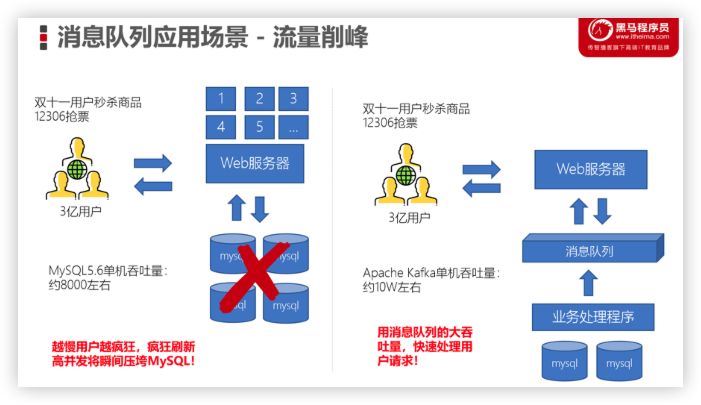 消息队列应用场景 - 流量削峰
黑马程序员
www.itheima.com
传智播客旗下高端IT教育品牌
双十一用户秒杀商品
12306抢票
3亿用户
1 2 3
4 5 ...
Web服务器
mysql mysql
mysql mysql
MySQL5.6单机吞吐量：
约8000左右
越慢用户越疯狂，疯狂刷新
高并发将瞬间压垮MySQL！
双十一用户秒杀商品
12306抢票
3亿用户
Web服务器
消息队列
Apache Kafka单机吞吐量：
约10W左右
业务处理程序
mysql mysql
用消息队列的大吞
吐量，快速处理用
户请求！